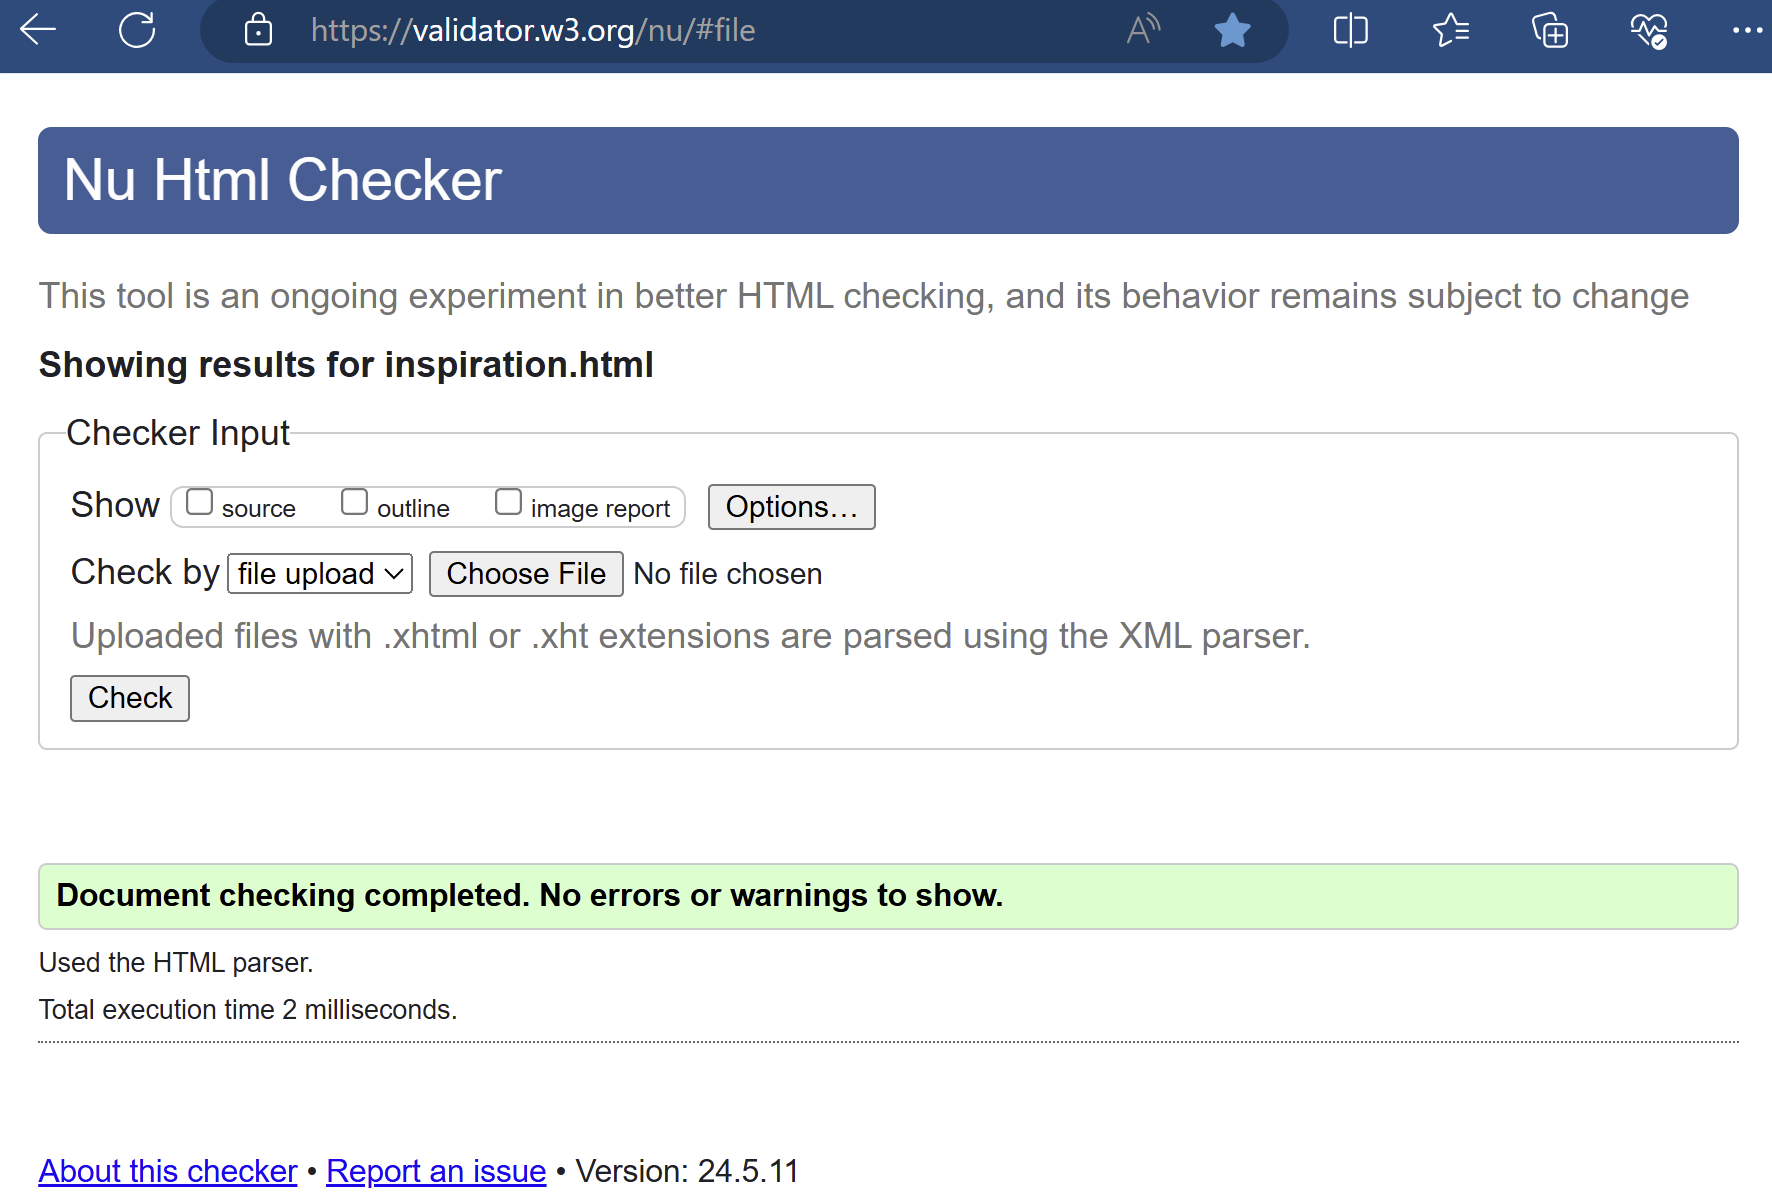 https://validator.w3.org/nu/#file
Nu Html Checker
This tool is an ongoing experiment in better HTML checking, and its behavior remains subject to change
Showing results for inspiration.html
Checker Input
Show source outline image report Options…
Check by file upload Choose File No file chosen
Uploaded files with .xhtml or .xht extensions are parsed using the XML parser.
Check
Document checking completed. No errors or warnings to show.
Used the HTML parser.
Total execution time 2 milliseconds.
About this checker • Report an issue • Version: 24.5.11